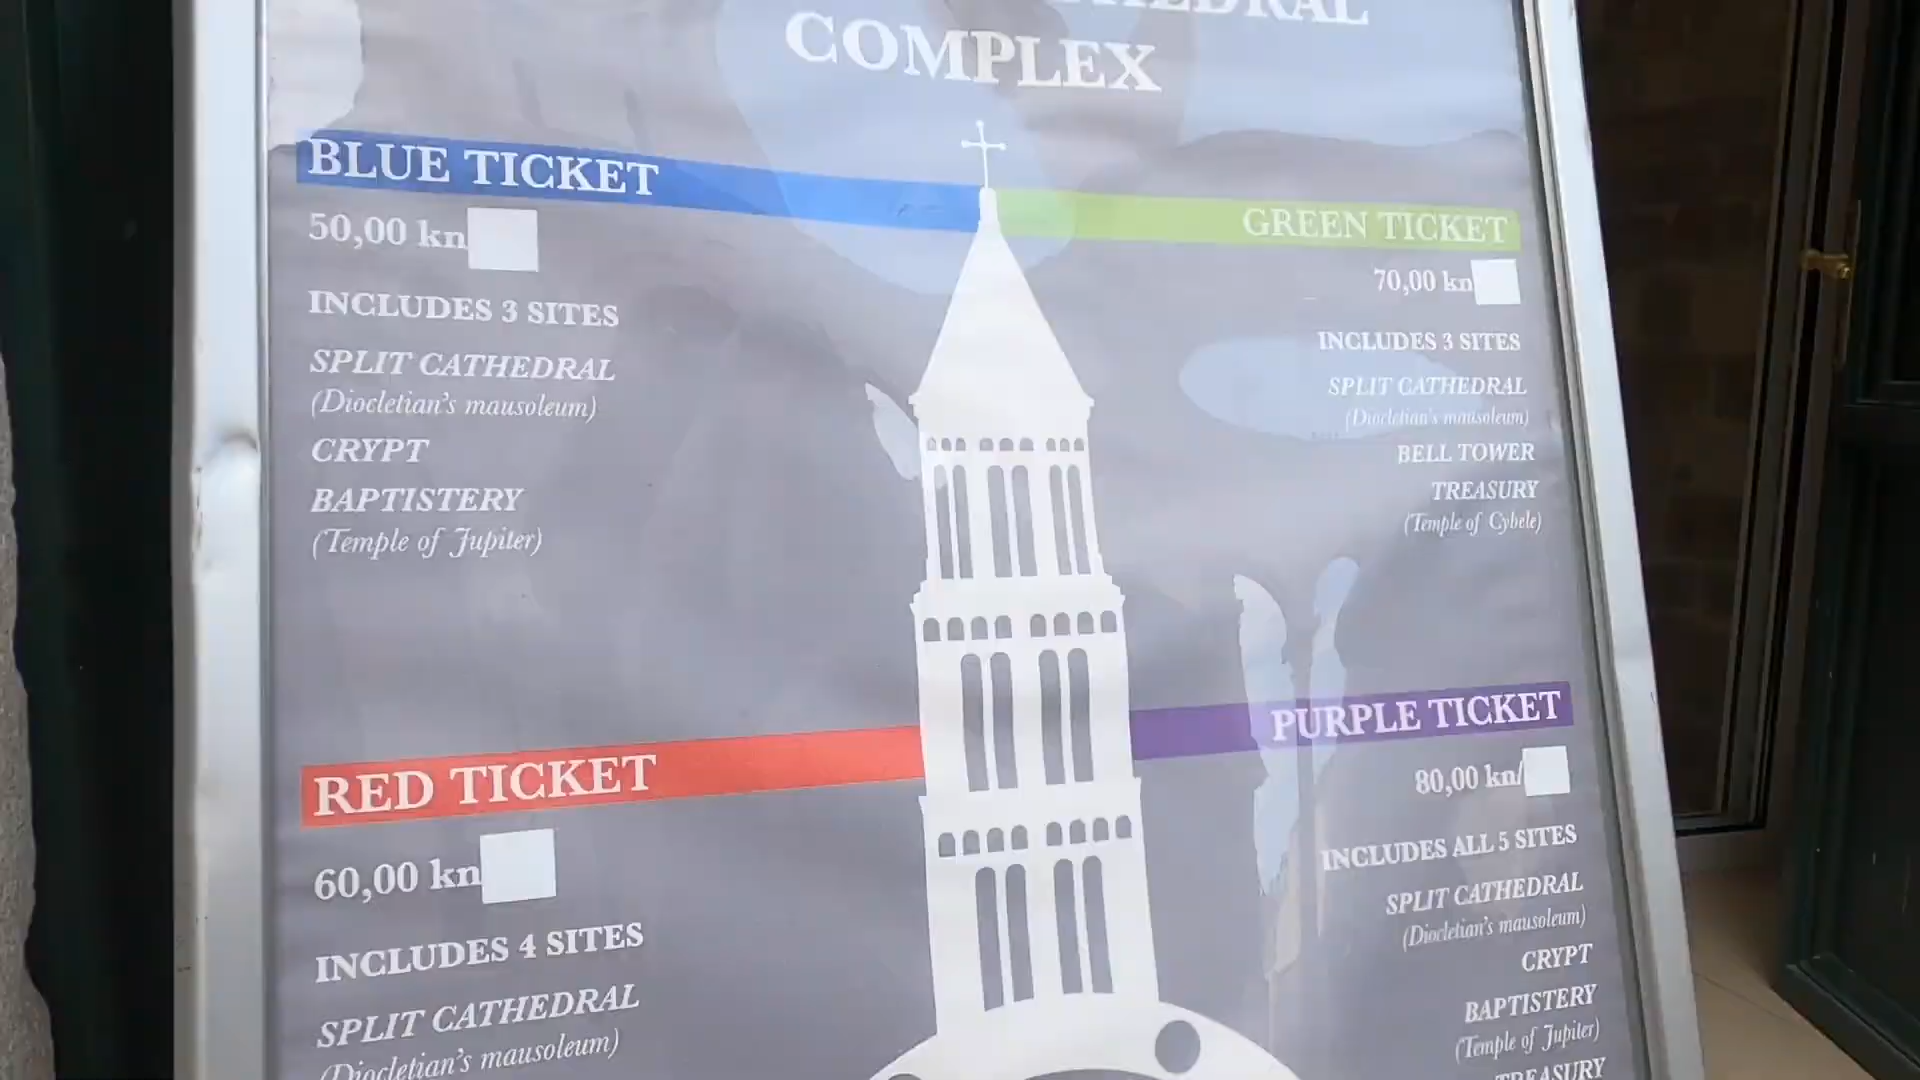 CATHEDRAL
COMPLEX
BLUE TICKET
50,00 kn
INCLUDES 3 SITES
SPLIT CATHEDRAL
(Diocletian's mausoleum)
CRYPT
BAPTISTERY
(Temple of Jupiter)
GREEN TICKET
70,00 kn
INCLUDES 3 SITES
SPLIT CATHEDRAL
(Diocletian's mausoleum)
BELL TOWER
TREASURY
(Temple of Cybele)
RED TICKET
60,00 kn
INCLUDES 4 SITES
SPLIT CATHEDRAL
(Diocletian's mausoleum)
PURPLE TICKET
80,00 kn/
INCLUDES ALL 5 SITES
SPLIT CATHEDRAL
(Diocletian's mausoleum)
CRYPT
BAPTISTERY
(Temple of Jupiter)
TREASURY